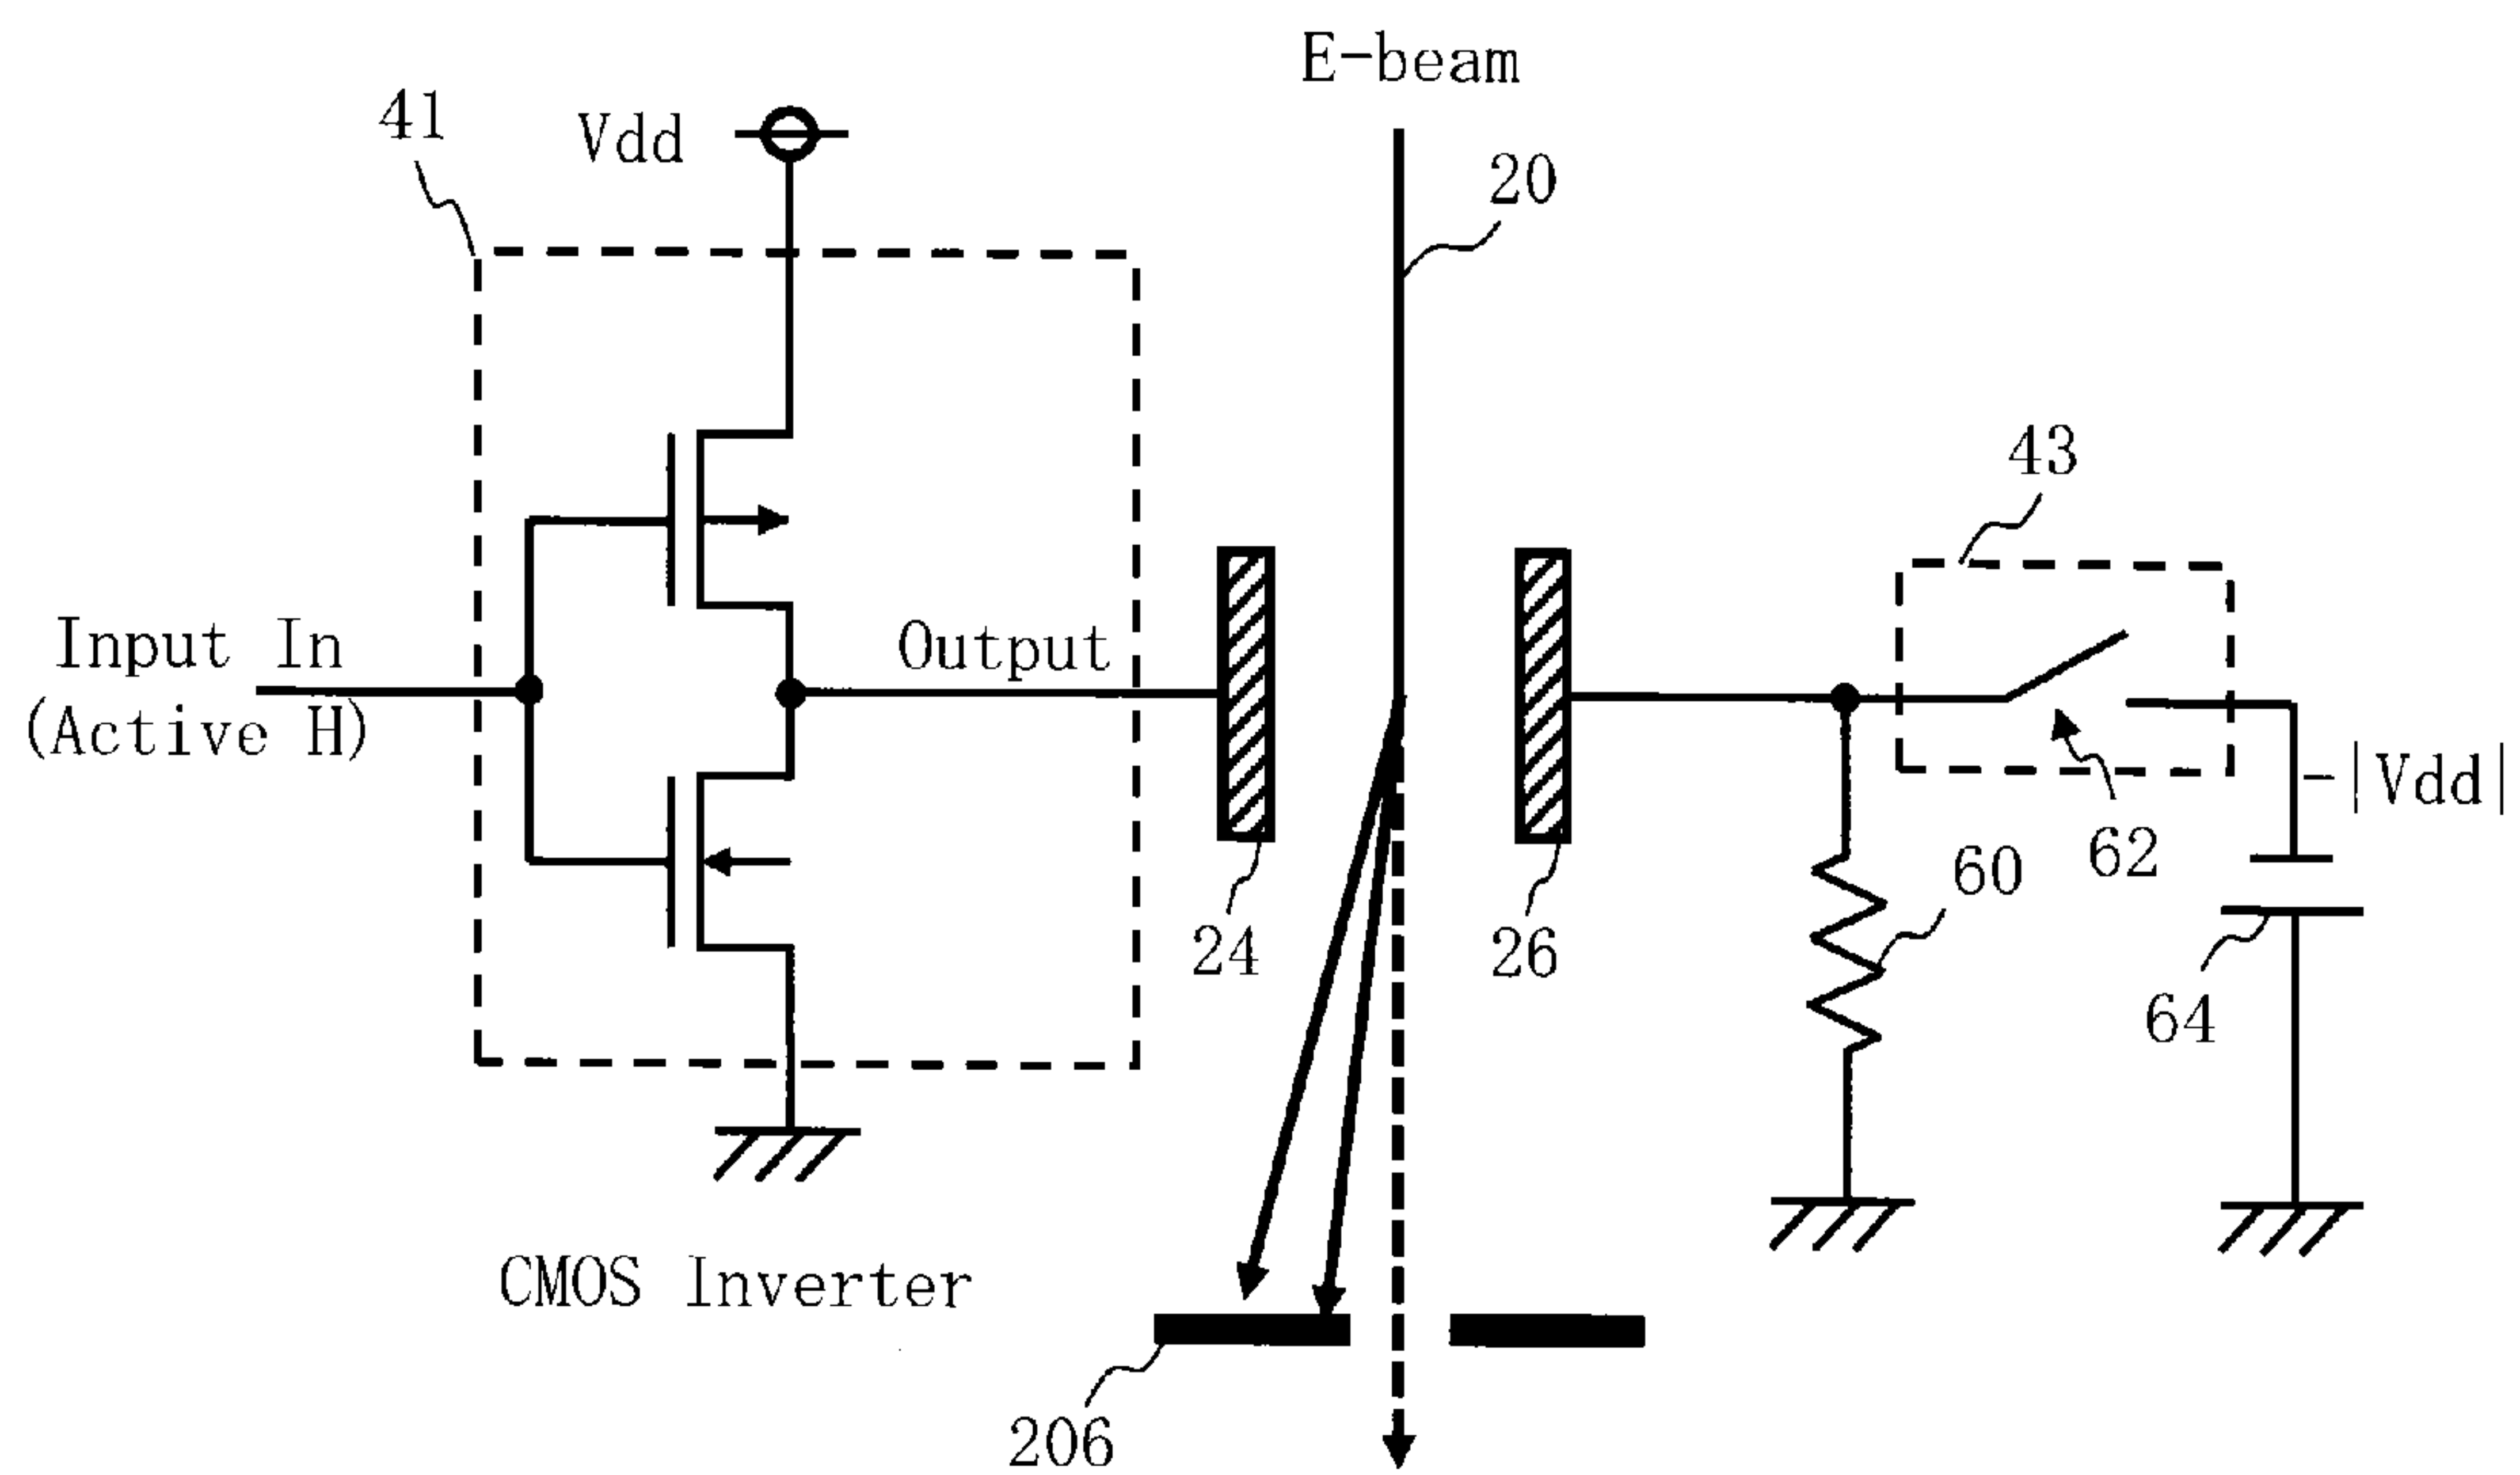 E-beam
41
Vdd
20
43
Input In
(Active H)
Output
-|Vdd|
62
60
24
26
64
CMOS Inverter
206